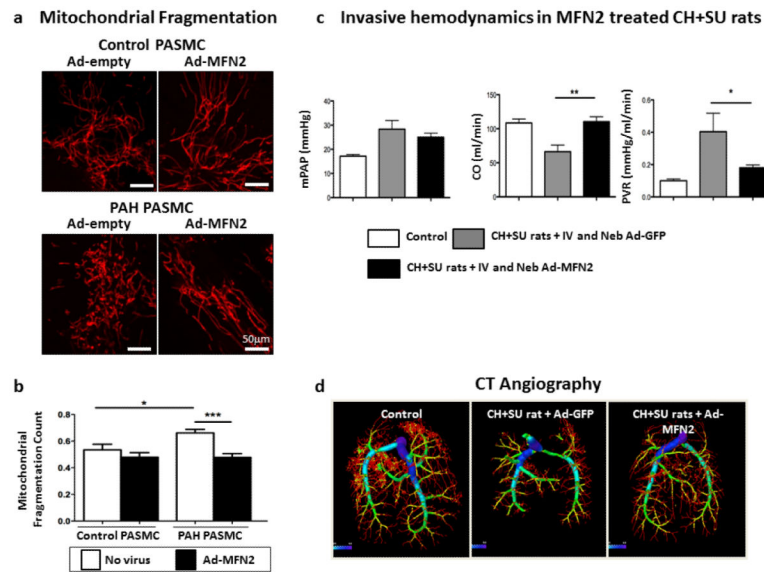 a Mitochondrial Fragmentation
Control PASMC
Ad-empty Ad-MFN2
PAH PASMC
Ad-empty Ad-MFN2
50μm
b
Mitochondrial
Fragmentation Count
0.8
0.6
0.4
0.2
0.0
*
***
Control PASMC PAH PASMC
No virus Ad-MFN2
c Invasive hemodynamics in MFN2 treated CH+SU rats
mPAP (mmHg)
40
30
20
10
0
CO (ml/min)
150
100
50
0
**
PVR (mmHg/ml/min)
0.6
0.4
0.2
0.0
*
Control CH+SU rats + IV and Neb Ad-GFP
CH+SU rats + IV and Neb Ad-MFN2
d CT Angiography
Control CH+SU rat + Ad-GFP CH+SU rats + Ad-
MFN2